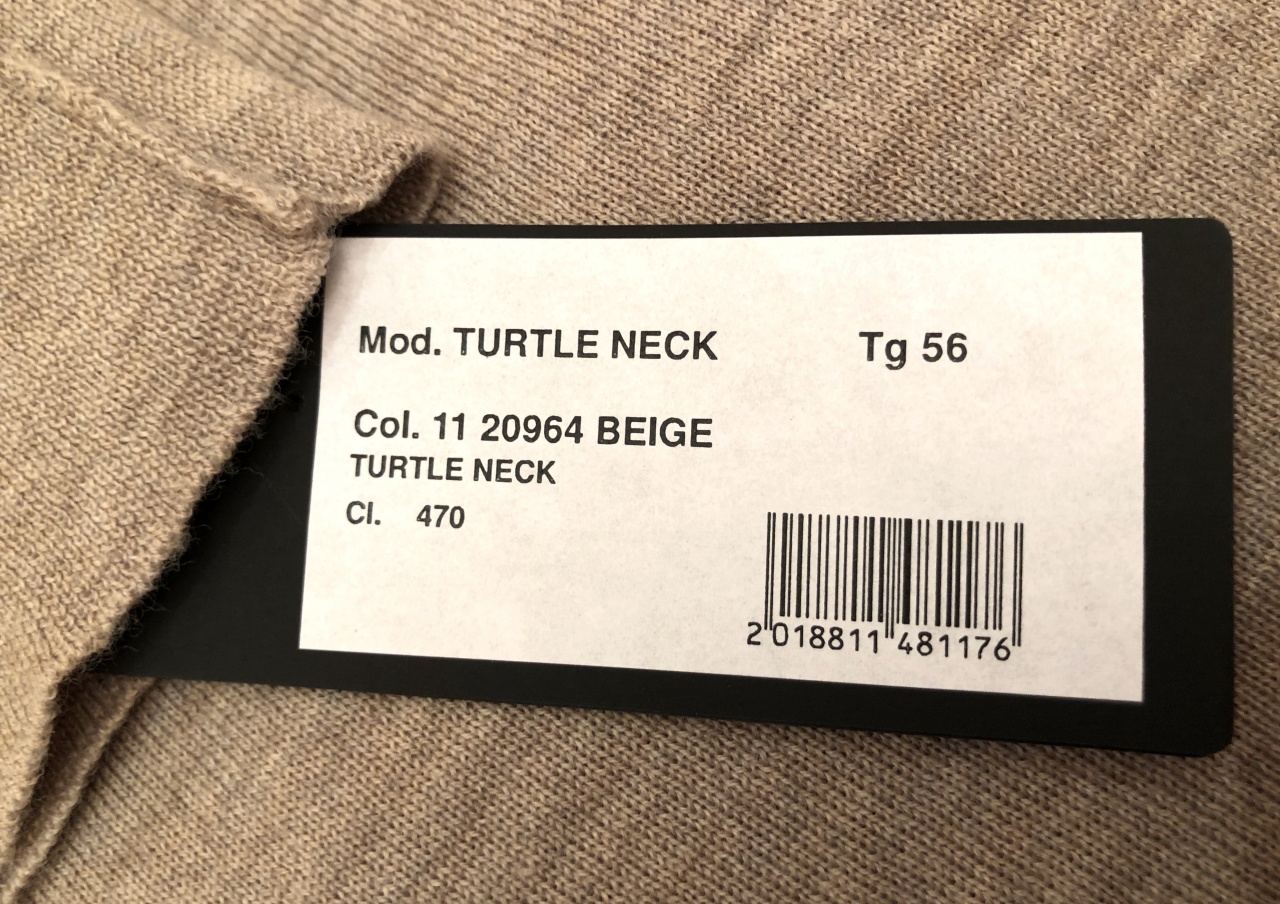 Mod. TURTLE NECK Tg 56
Col. 11 20964 BEIGE
TURTLE NECK
Cl. 470
2 018811 481176